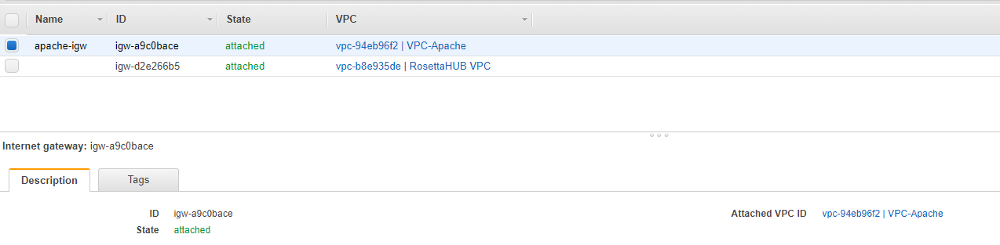 Name ID State VPC
apache-igw igw-a9c0bace attached vpc-94eb96f2 | VPC-Apache
igw-d2e266b5 attached vpc-b8e935de | RosettaHUB VPC
Internet gateway: igw-a9c0bace
Description Tags
ID igw-a9c0bace Attached VPC ID vpc-94eb96f2 | VPC-Apache
State attached